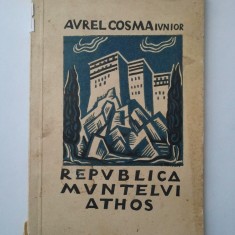 AVREL COSMA IVNIOR
REPVBLICA
MVNTELVI
ATHOS